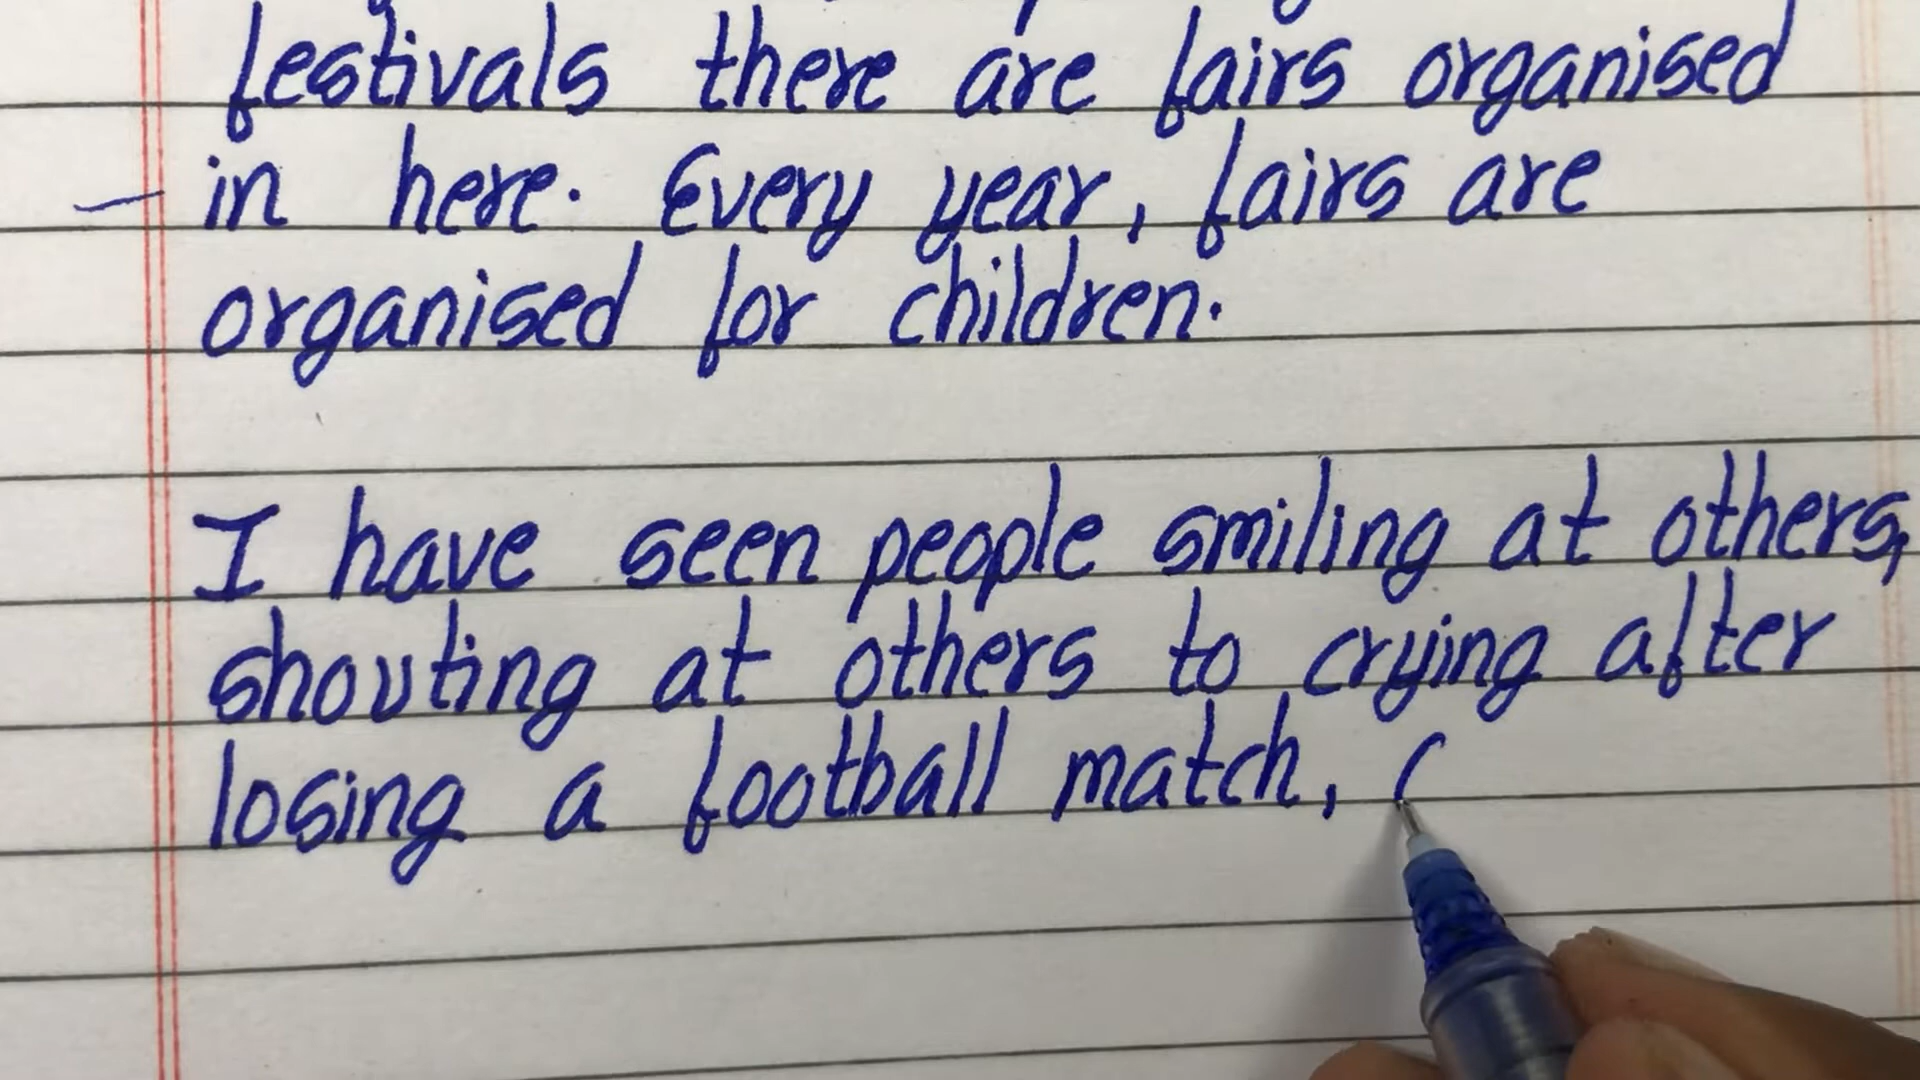 festivals there are fairs organised
in here. Every year, fairs are
organised for children.
I have seen people smiling at others,
shouting at others to crying after
losing a football match,